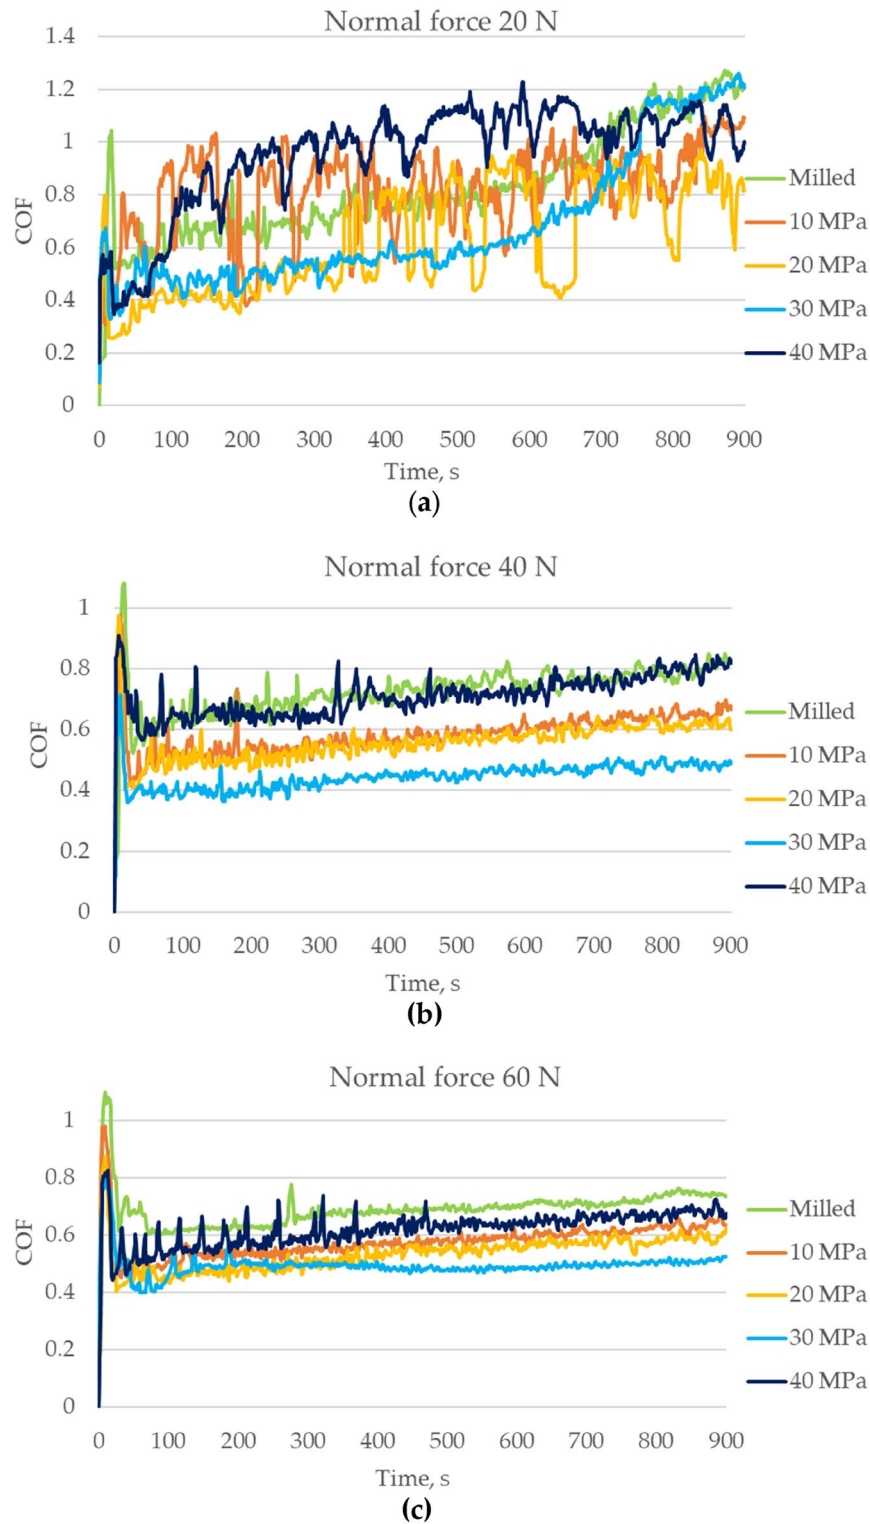 Normal force 20 N
1.4
1.2
1
0.8
0.6
0.4
0.2
0
COF
0 100 200 300 400 500 600 700 800 900
Time, s
Milled
10 MPa
20 MPa
30 MPa
40 MPa
(a)
Normal force 40 N
1
0.8
0.6
0.4
0.2
0
COF
0 100 200 300 400 500 600 700 800 900
Time, s
Milled
10 MPa
20 MPa
30 MPa
40 MPa
(b)
Normal force 60 N
1
0.8
0.6
0.4
0.2
0
COF
0 100 200 300 400 500 600 700 800 900
Time, s
Milled
10 MPa
20 MPa
30 MPa
40 MPa
(c)